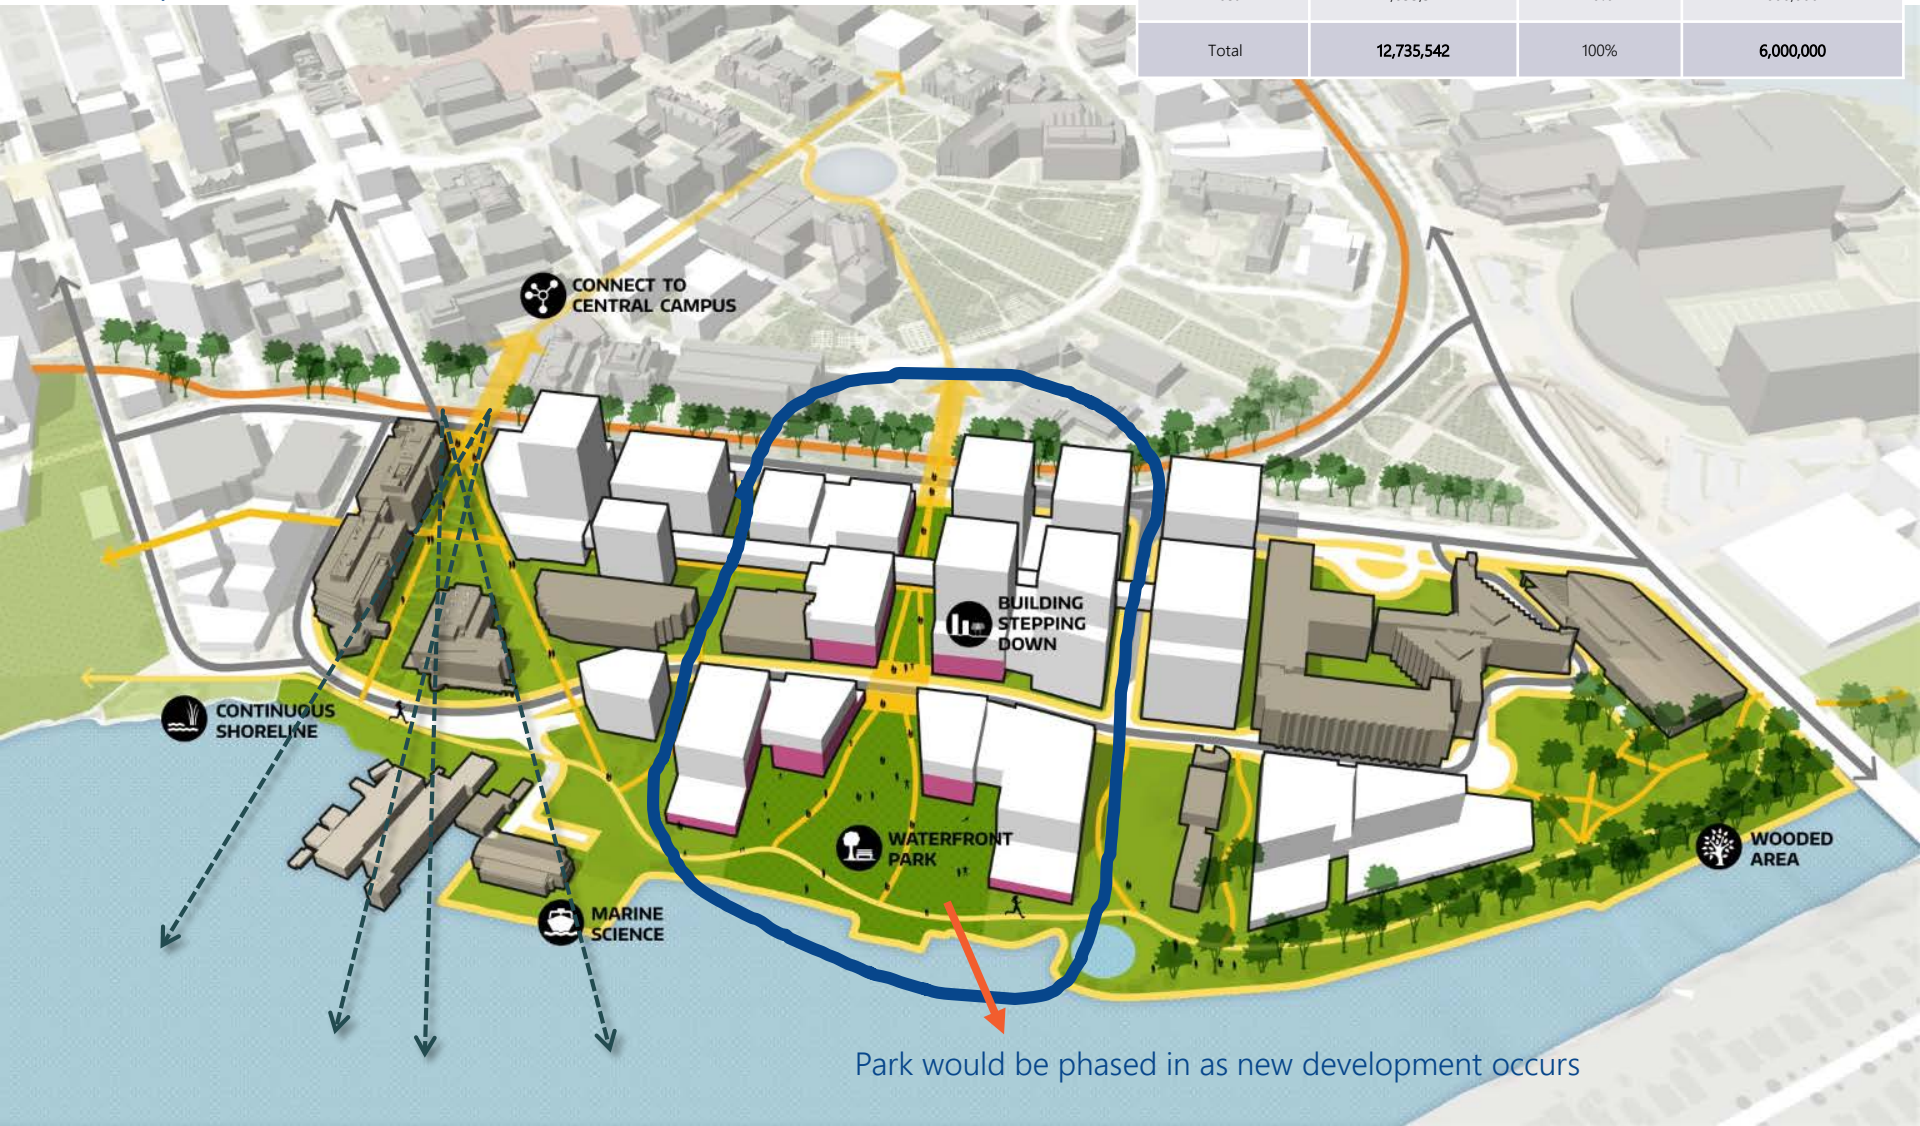 Total 12,735,542 100% 6,000,000
CONNECT TO
CENTRAL CAMPUS
BUILDING
STEPPING
DOWN
CONTINUOUS
SHORELINE
WATERFRONT
PARK
WOODED
AREA
MARINE
SCIENCE
Park would be phased in as new development occurs